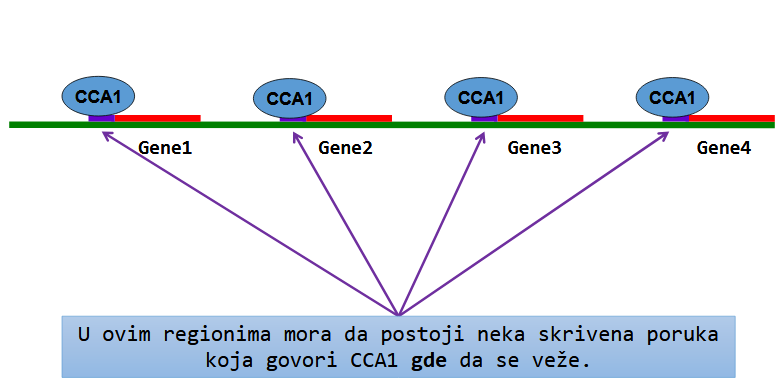 CCA1 CCA1 CCA1 CCA1
Gene1 Gene2 Gene3 Gene4
U ovim regionima mora da postoji neka skrivena poruka
koja govori CCA1 gde da se veže.